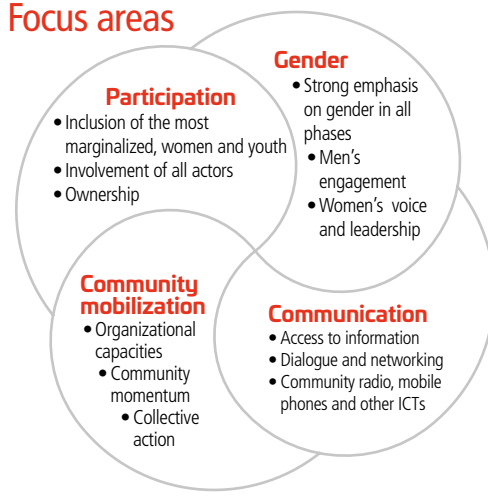 Focus areas
Gender
• Strong emphasis
on gender in all
phases
• Men's
engagement
• Women's voice
and leadership
Participation
• Inclusion of the most
marginalized, women and youth
• Involvement of all actors
• Ownership
Community
mobilization
• Organizational
capacities
• Community
momentum
• Collective
action
Communication
• Access to information
• Dialogue and networking
• Community radio, mobile
phones and other ICTs